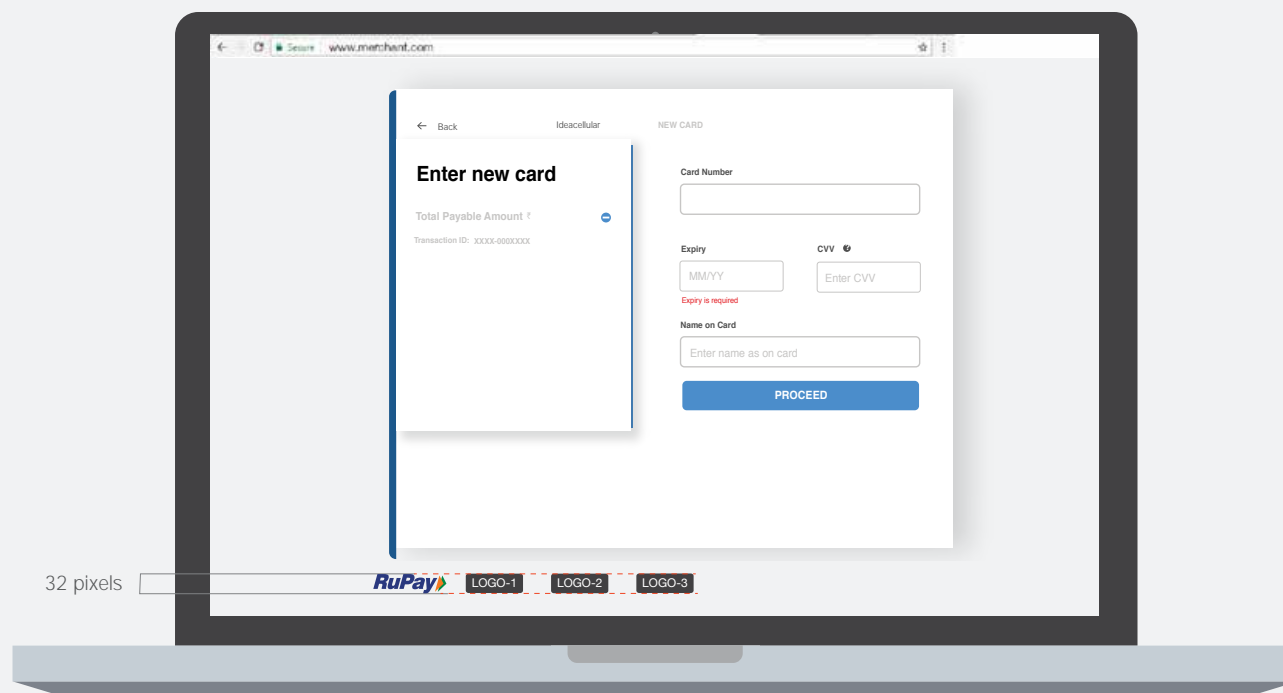 Secure www.merchant.com
Back
Ideacellular
NEW CARD
Enter new card
Total Payable Amount ₹
Transaction ID: XXXX-000XXXX
Card Number
Expiry
CVV
MM/YY
Enter CVV
Expiry is required
Name on Card
Enter name as on card
PROCEED
32 pixels
RuPay
LOGO-1
LOGO-2
LOGO-3